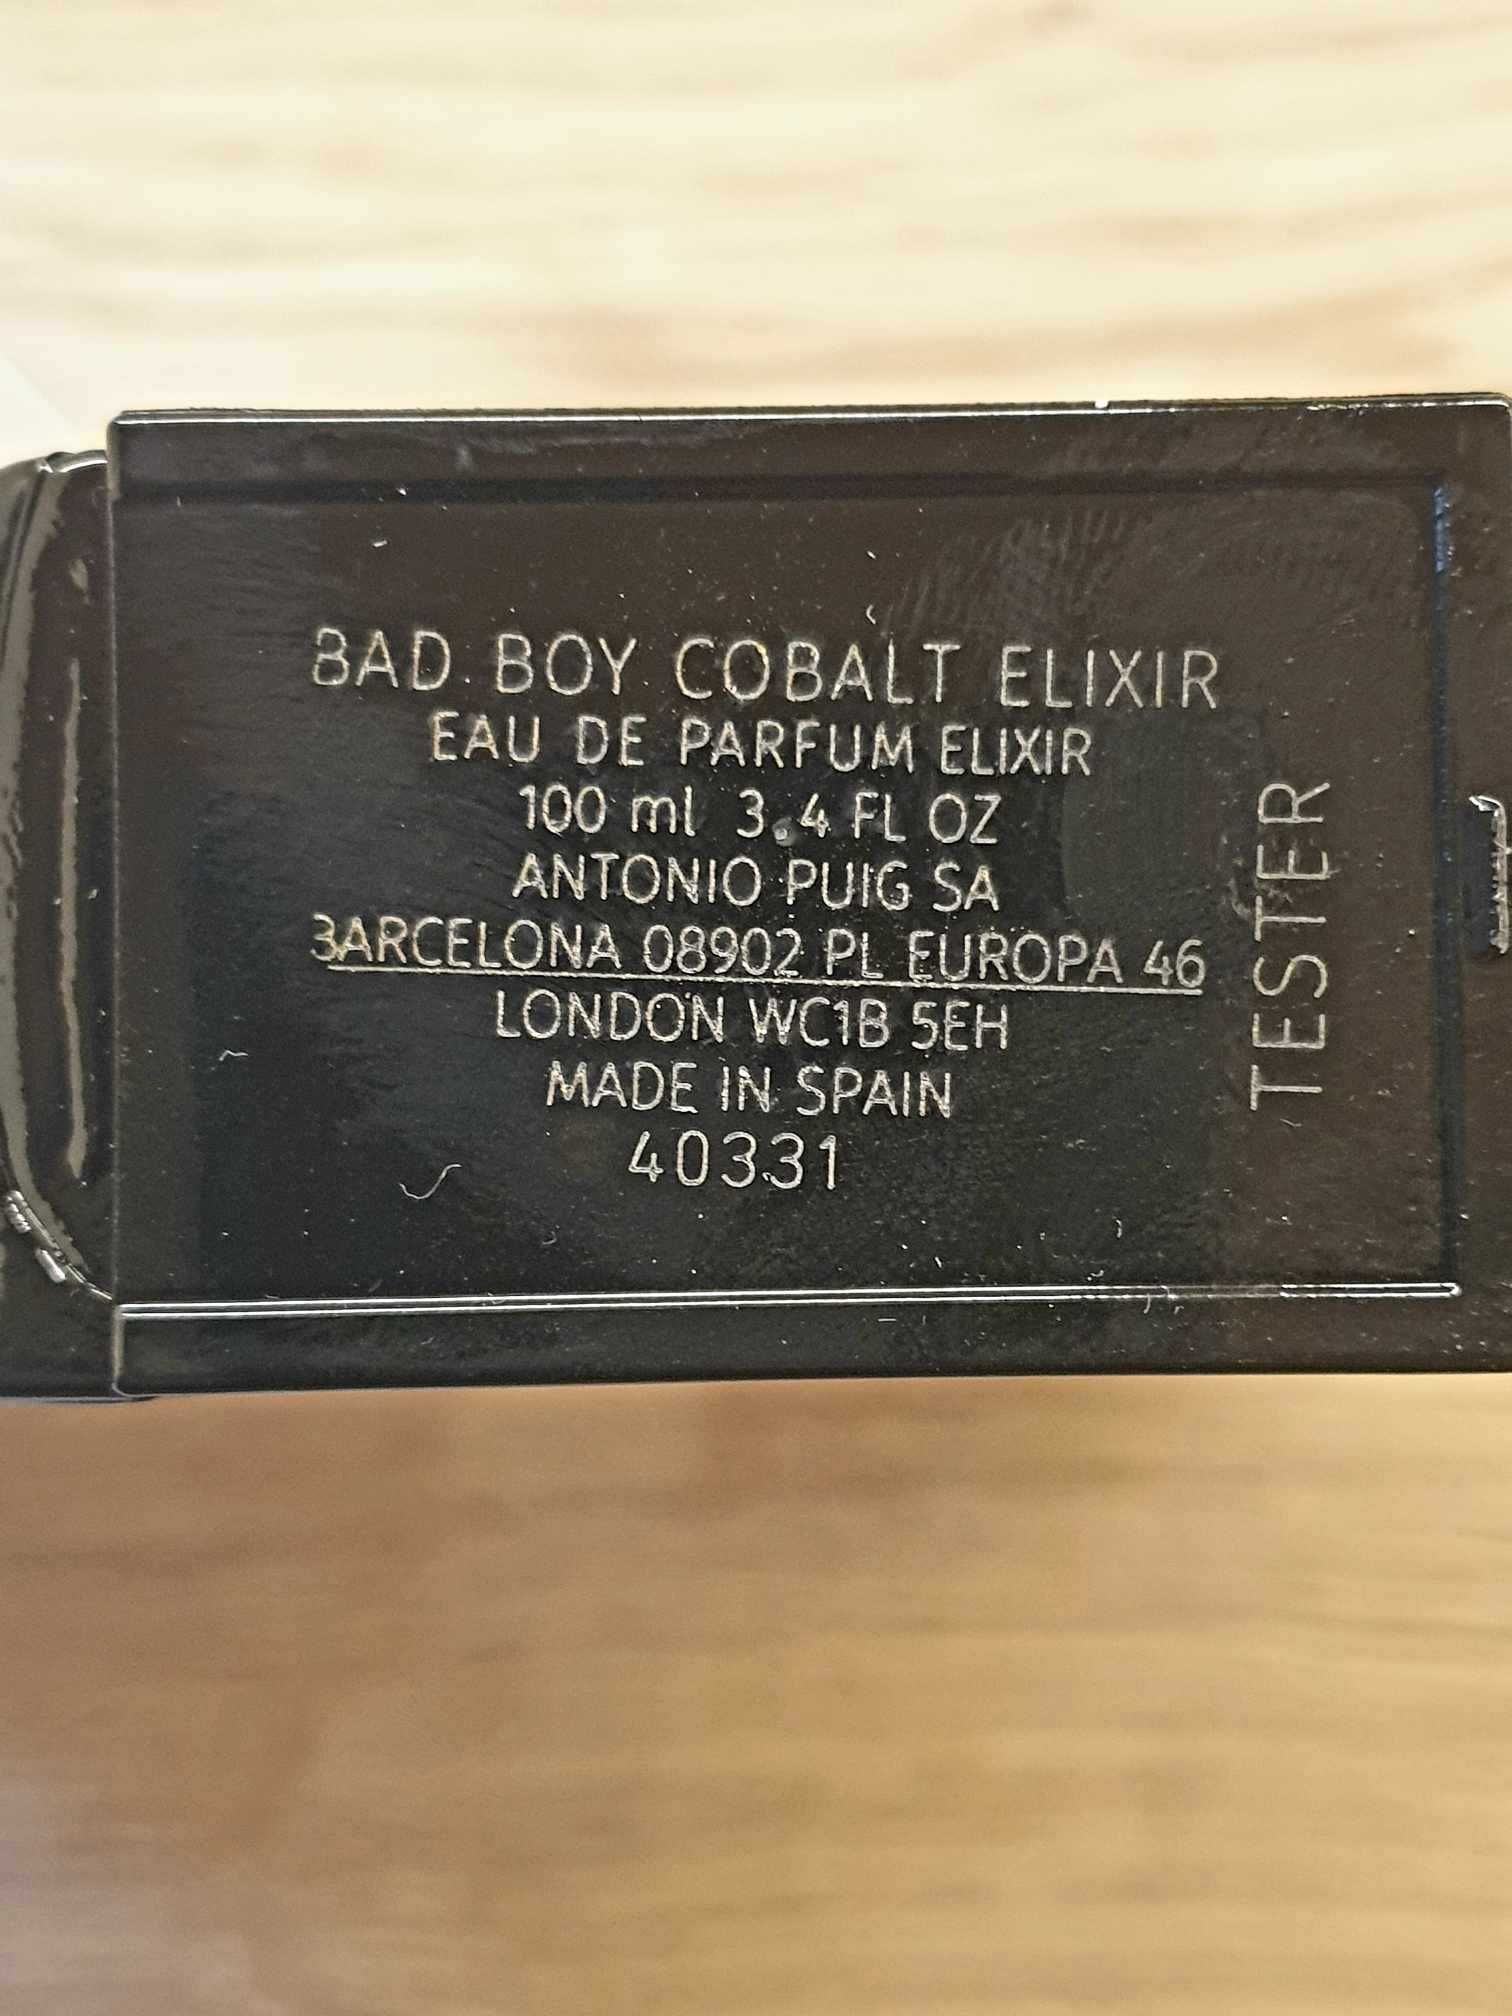 BAD BOY COBALT ELIXIR
EAU DE PARFUM ELIXIR
100 ml 3.4 FL OZ
ANTONIO PUIG SA
BARCELONA 08902 PL EUROPA 46
LONDON WC1B 5EH
MADE IN SPAIN
40331
TESTER